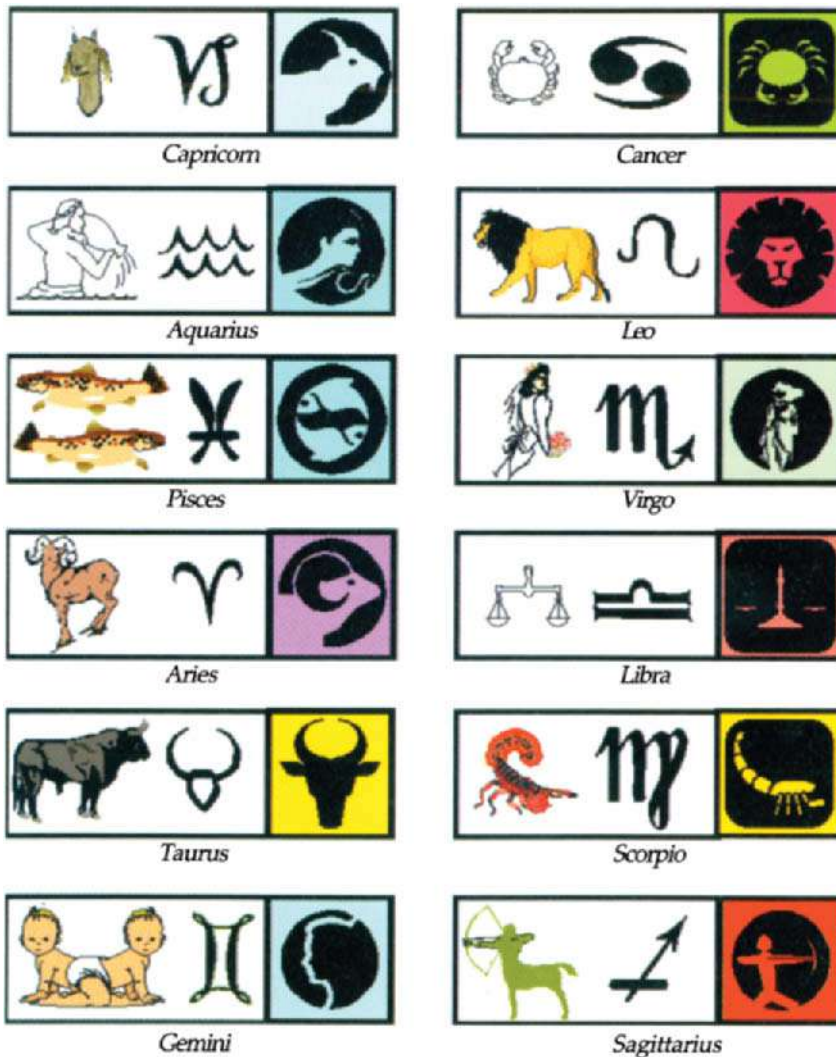 Capricorn
Cancer
Aquarius
Leo
Pisces
Virgo
Aries
Libra
Taurus
Scorpio
Gemini
Sagittarius